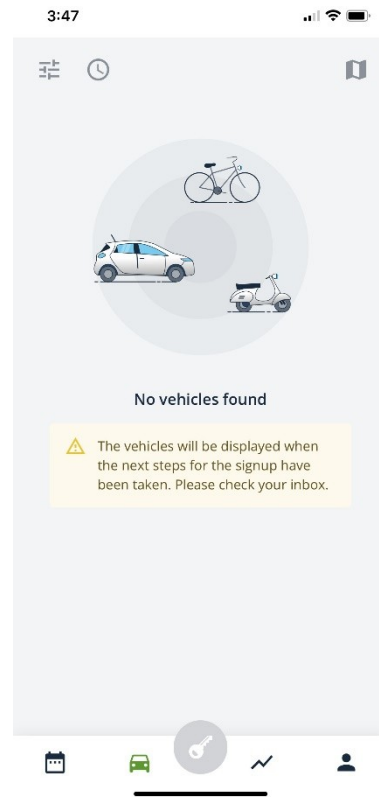 3:47
No vehicles found
The vehicles will be displayed when
the next steps for the signup have
been taken. Please check your inbox.